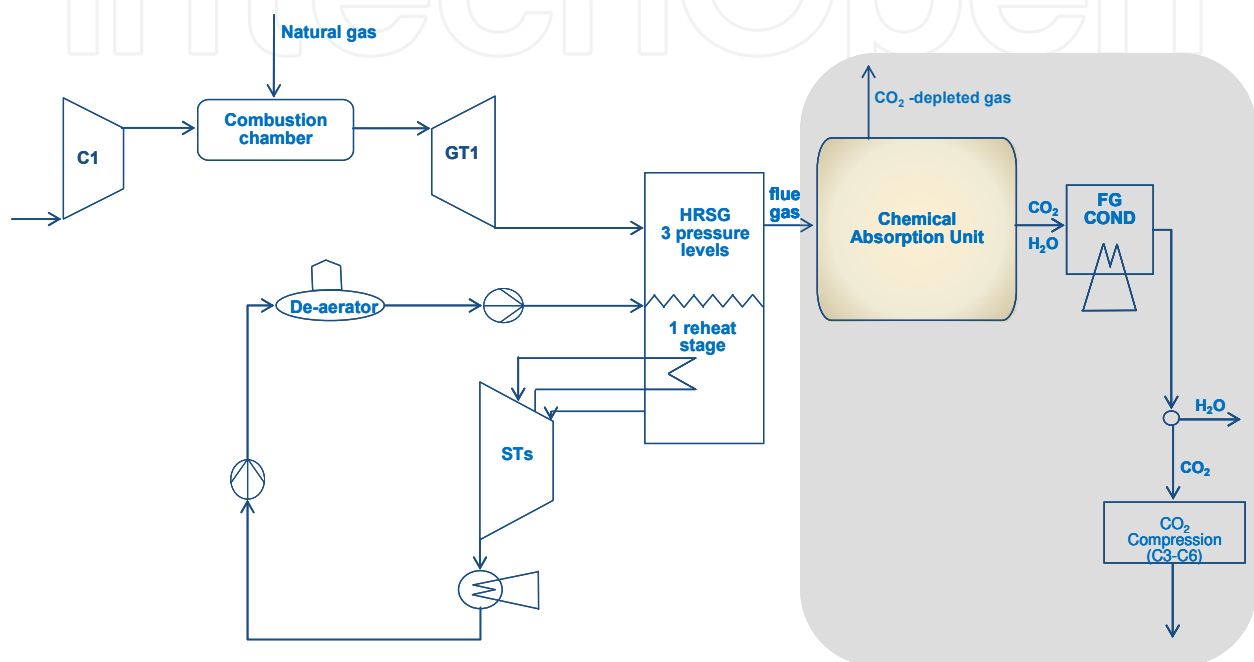 IntechOpen
Natural gas
CO₂ -depleted gas
Combustion
chamber
C1
GT1
flue
gas
HRSG
3 pressure
levels
Chemical
Absorption Unit
CO₂
H₂O
FG
COND
De-aerator
1 reheat
stage
H₂O
STs
CO₂
CO₂
Compression
(C3-C6)